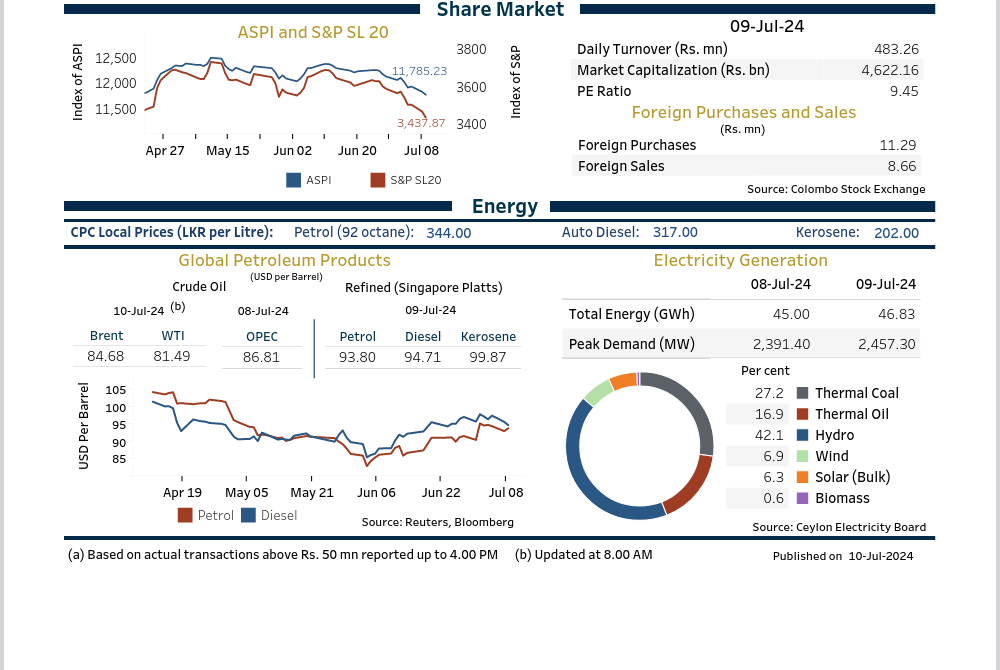 Share Market
ASPI and S&P SL 20
Index of ASPI
12,500
12,000
11,500
3800
3600
3400
Index of S&P
11,785.23
3,437.87
Apr 27 May 15 Jun 02 Jun 20 Jul 08
ASPI S&P SL20
09-Jul-24
Daily Turnover (Rs. mn) 483.26
Market Capitalization (Rs. bn) 4,622.16
PE Ratio 9.45
Foreign Purchases and Sales
(Rs. mn)
Foreign Purchases 11.29
Foreign Sales 8.66
Source: Colombo Stock Exchange
Energy
CPC Local Prices (LKR per Litre): Petrol (92 octane): 344.00 Auto Diesel: 317.00 Kerosene: 202.00
Global Petroleum Products
(USD per Barrel)
Crude Oil Refined (Singapore Platts)
10-Jul-24 (b) 08-Jul-24 09-Jul-24
Brent WTI OPEC Petrol Diesel Kerosene
84.68 81.49 86.81 93.80 94.71 99.87
USD Per Barrel
105
100
95
90
85
Apr 19 May 05 May 21 Jun 06 Jun 22 Jul 08
Petrol Diesel
Source: Reuters, Bloomberg
Electricity Generation
08-Jul-24 09-Jul-24
Total Energy (GWh) 45.00 46.83
Peak Demand (MW) 2,391.40 2,457.30
Per cent
27.2 Thermal Coal
16.9 Thermal Oil
42.1 Hydro
6.9 Wind
6.3 Solar (Bulk)
0.6 Biomass
Source: Ceylon Electricity Board
(a) Based on actual transactions above Rs. 50 mn reported up to 4.00 PM (b) Updated at 8.00 AM Published on 10-Jul-2024